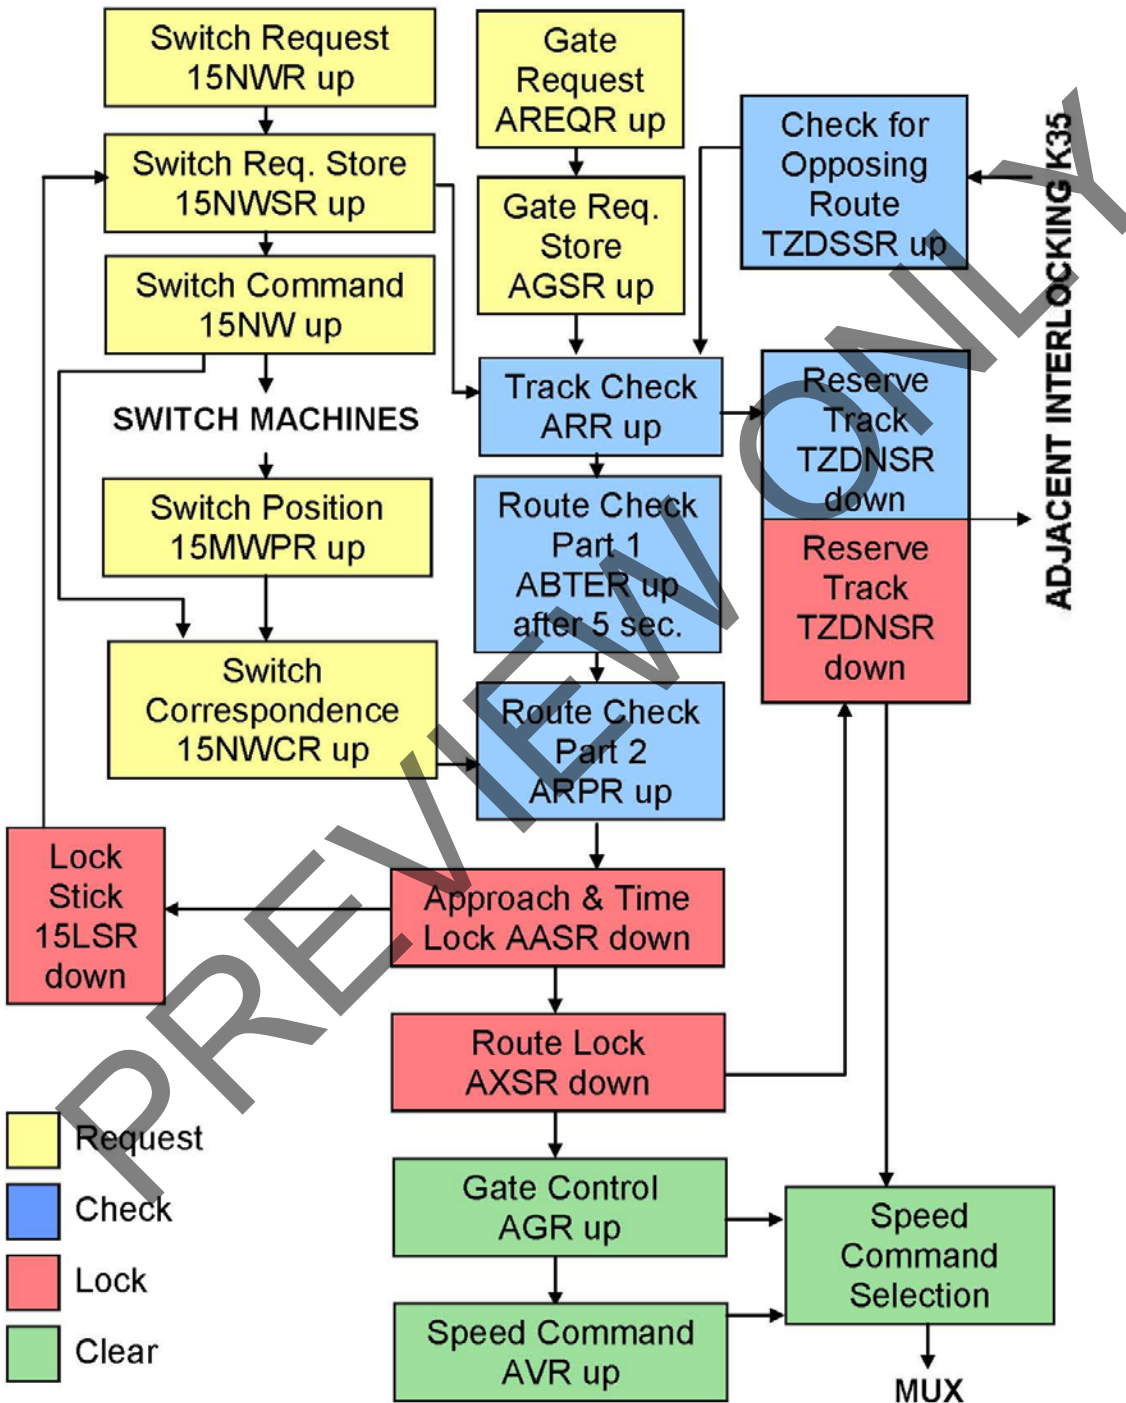 Switch Request
15NWR up
Switch Req. Store
15NWSR up
Switch Command
15NW up
SWITCH MACHINES
Switch Position
15MWPR up
Switch
Correspondence
15NWCR up
Lock
Stick
15LSR
down
Gate
Request
AREQR up
Gate Req.
Store
AGSR up
Track Check
ARR up
Route Check
Part 1
ABTER up
after 5 sec.
Route Check
Part 2
ARPR up
Approach & Time
Lock AASR down
Route Lock
AXSR down
Gate Control
AGR up
Speed Command
AVR up
Check for
Opposing
Route
TZDSSR up
Reserve
Track
TZDNSR
down
Reserve
Track
TZDNSR
down
ADJACENT INTERLOCKING K35
Speed
Command
Selection
MUX
Request
Check
Lock
Clear
PREVIEW ONLY